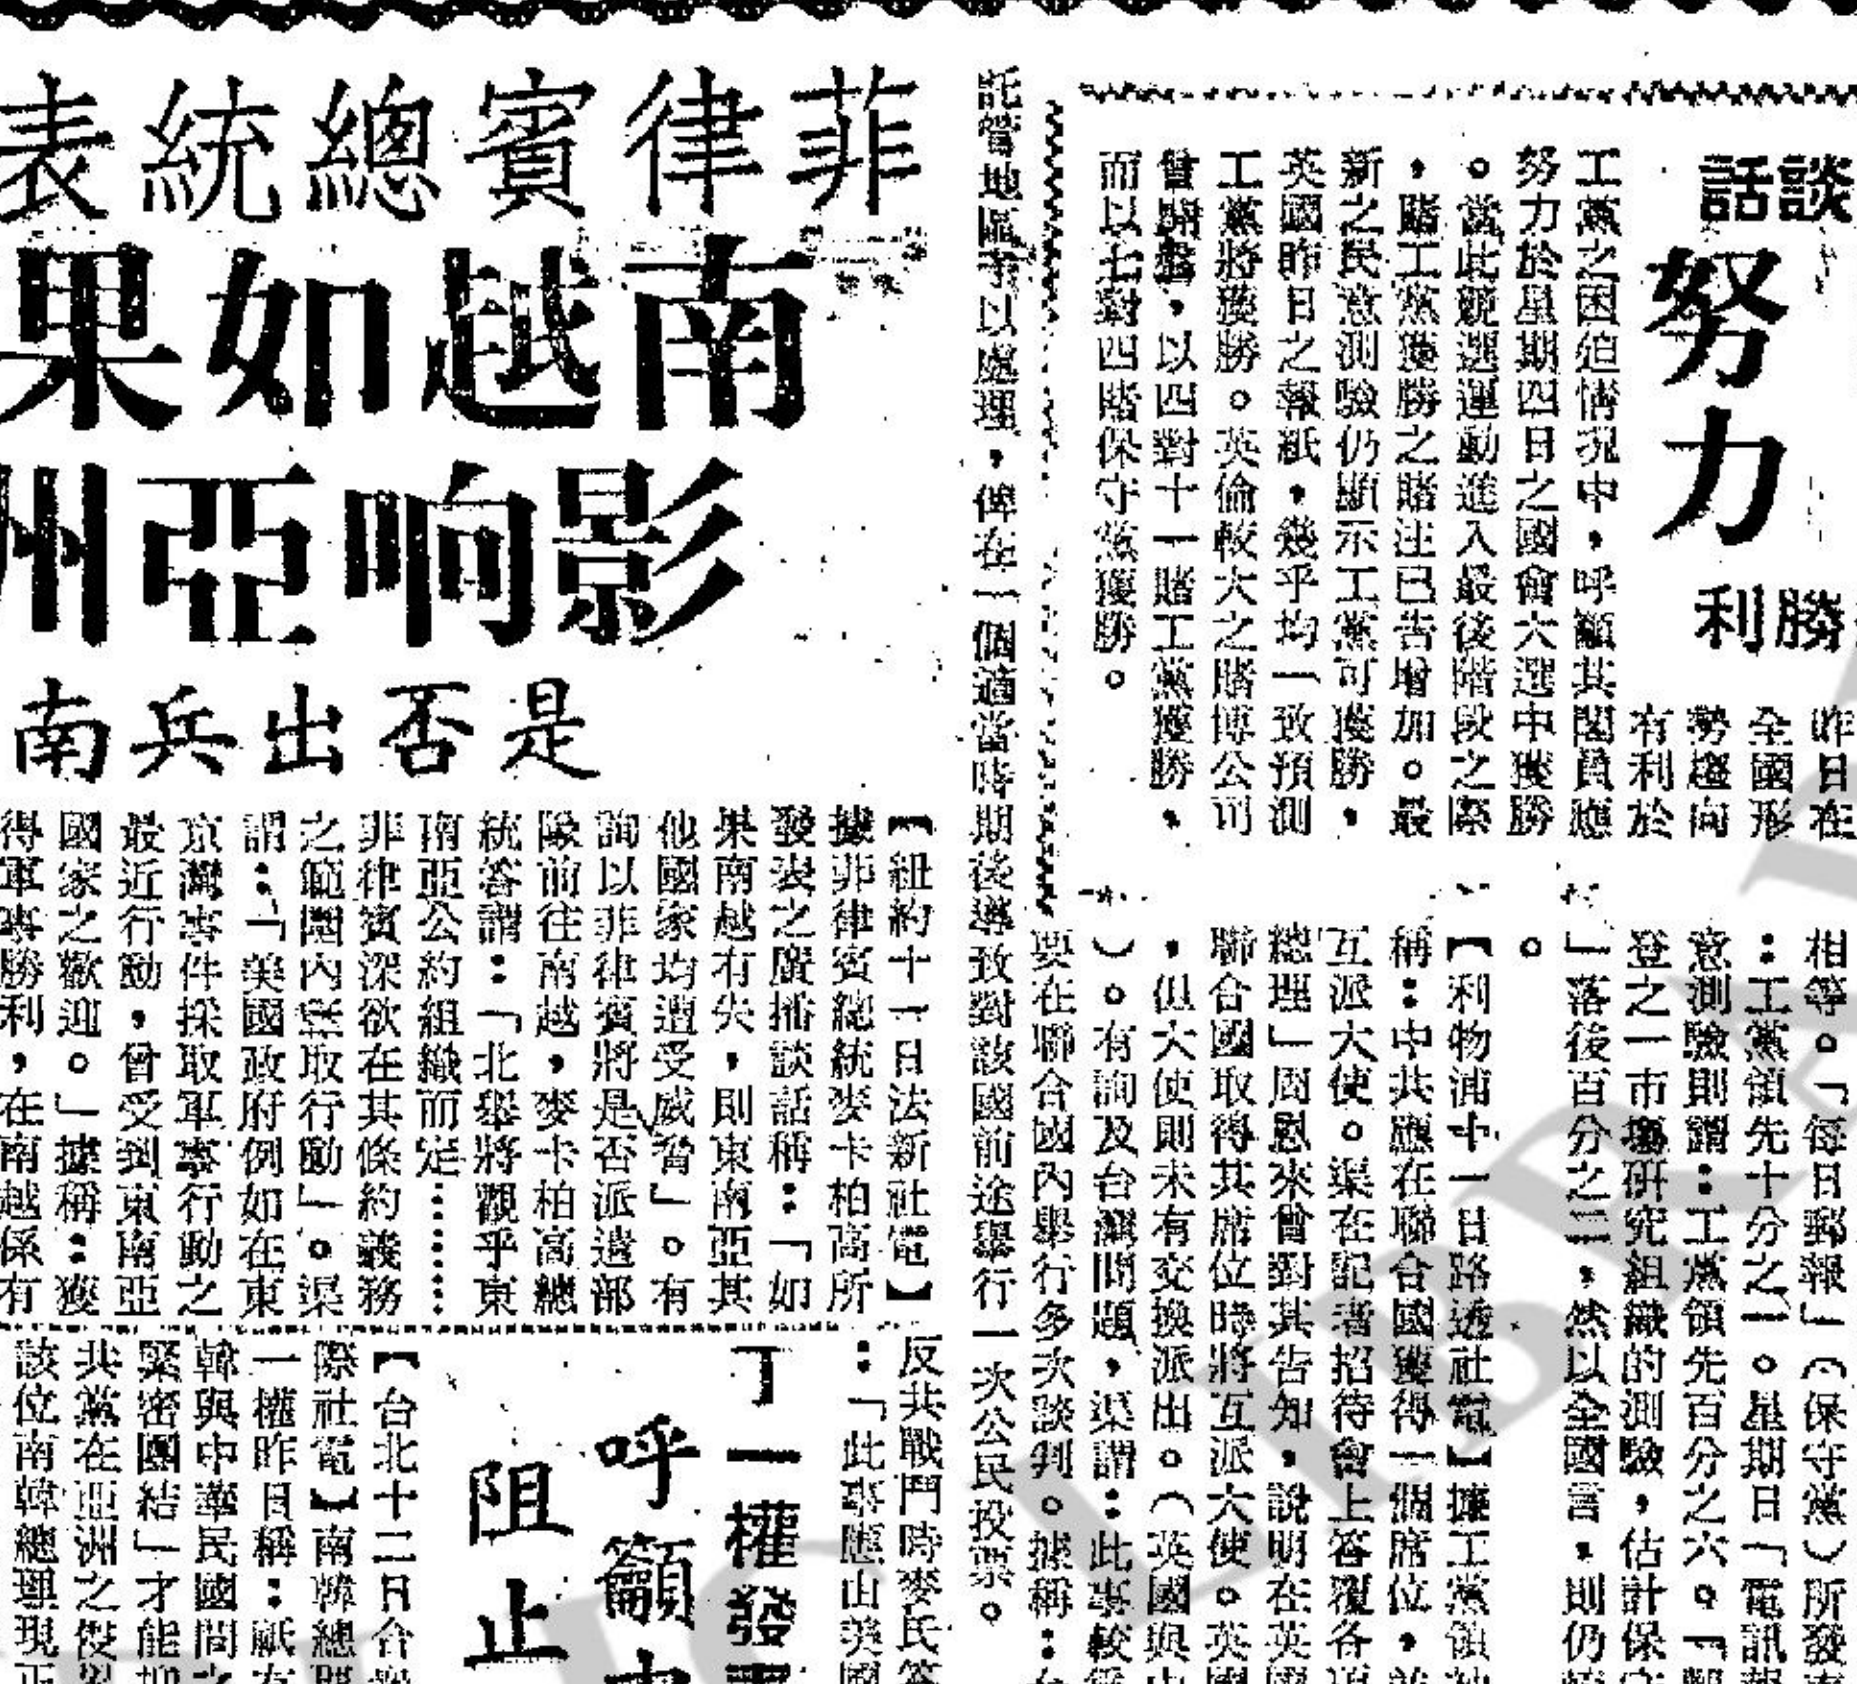 談話
努力
勝利
昨日在
全國形
勢趨向
有利於
工黨之困迫情況中，呼籲其閣員應
努力於星期四日之國會大選中獲勝
。當此競選運動進入最後階段之際
，賭工黨獲勝之賭注已告增加。最
新之民意測驗仍顯示工黨可獲勝，
英國昨日之報紙，幾乎均一致預測
工黨將獲勝。英倫較大之賭博公司
曾開盤，以四對十一賭工黨獲勝，
而以七對四賭保守黨獲勝。
相等。「每日郵報」（保守黨）所發表
：工黨領先十分之一。星期日「電訊報
意測驗則謂：工黨領先百分之六。「郵
登之一市場研究組織的測驗，估計保守
」落後百分之二，然以全國言，則仍
。
【利物浦十一日路透社電】據工黨領袖
稱：中共應在聯合國獲得一個席位，並
互派大使。渠在記者招待會上答覆各項
總理」周恩來曾對其告知，說明在英國
聯合國取得其席位時將互派大使。英國
，但大使則未有交換派出。（英國與中
）。有詢及台灣問題，渠謂：此事較
要在聯合國內舉行多次談判。據稱：
託管地區予以處理，俾在一個適當時期後導致對該國前途舉行一次公民投票。
菲律賓總統表
南越如果
影响亞洲
是否出兵南
【紐約十一日法新社電】
據菲律賓總統麥卡柏高所
發表之廣播談話稱：「如
果南越有失，則東南亞其
他國家均遭受威脅」。有
詢以菲律賓將是否派遣部
隊前往南越，麥卡柏高總
統答謂：「北舉將觀乎東
南亞公約組織而定……
菲律賓深欲在其條約義務
之範圍內採取行動」。渠
謂：「美國政府例如在東
京灣事件採取軍事行動之
最近行動，曾受到東南亞
國家之歡迎。」據稱：獲
得軍事勝利，在南越係有
反共戰鬥時麥氏答
：「此事應由美國
丁一權發表
呼籲中
阻止
【台北十二日合衆
際社電】南韓總理
一權昨日稱：祇有
韓與中華民國間之
緊密團結」才能抑
共黨在亞洲之侵畧
該位南韓總理現正